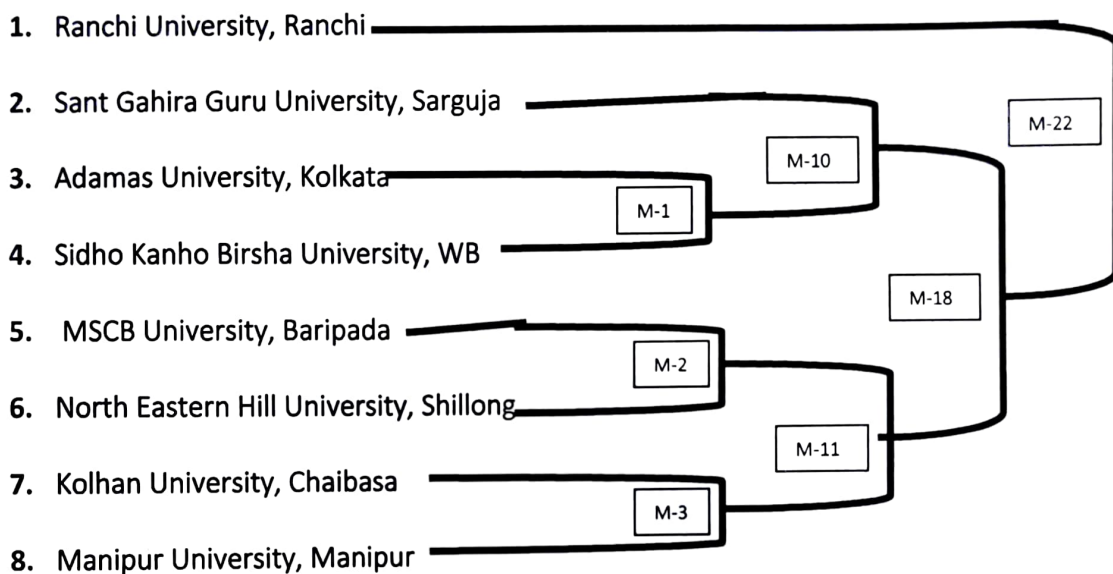 1. Ranchi University, Ranchi
2. Sant Gahira Guru University, Sarguja
M-22
M-10
3. Adamas University, Kolkata
M-1
4. Sidho Kanho Birsha University, WB
M-18
5. MSCB University, Baripada
M-2
6. North Eastern Hill University, Shillong
M-11
7. Kolhan University, Chaibasa
M-3
8. Manipur University, Manipur